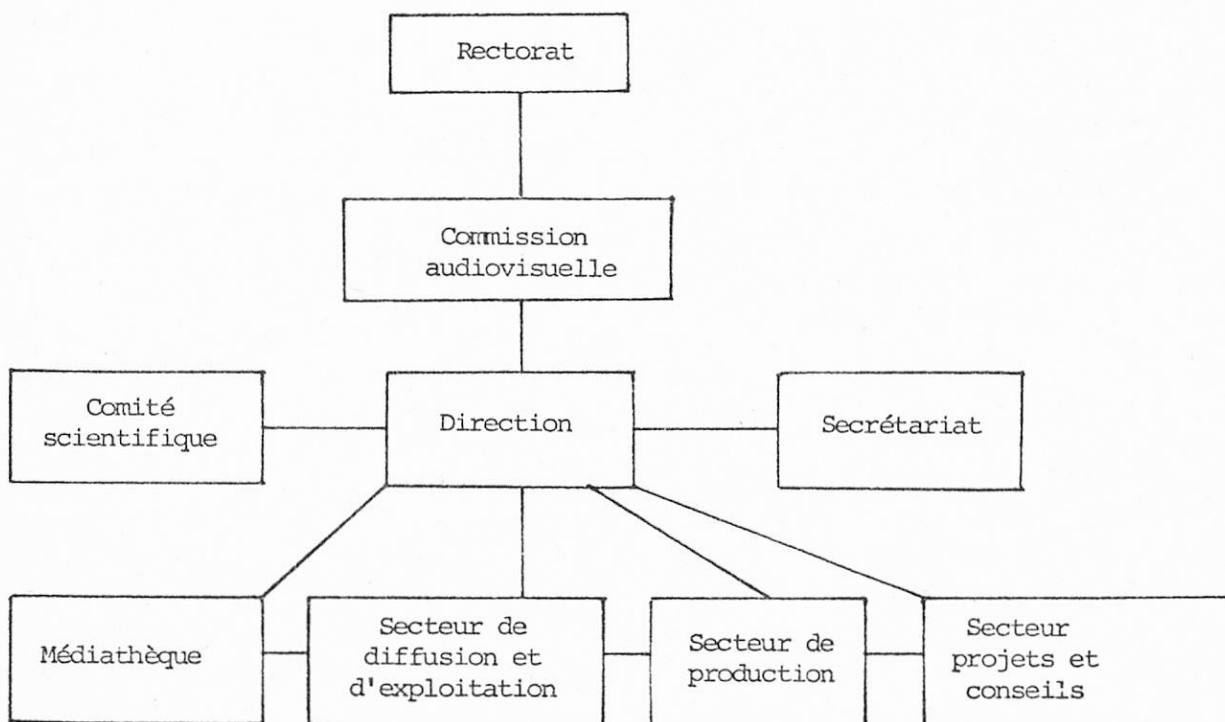 Rectorat
Commission
audiovisuelle
Comité
scientifique
Direction
Secrétariat
Médiathèque
Secteur de
diffusion et
d'exploitation
Secteur de
production
Secteur
projets et
conseils